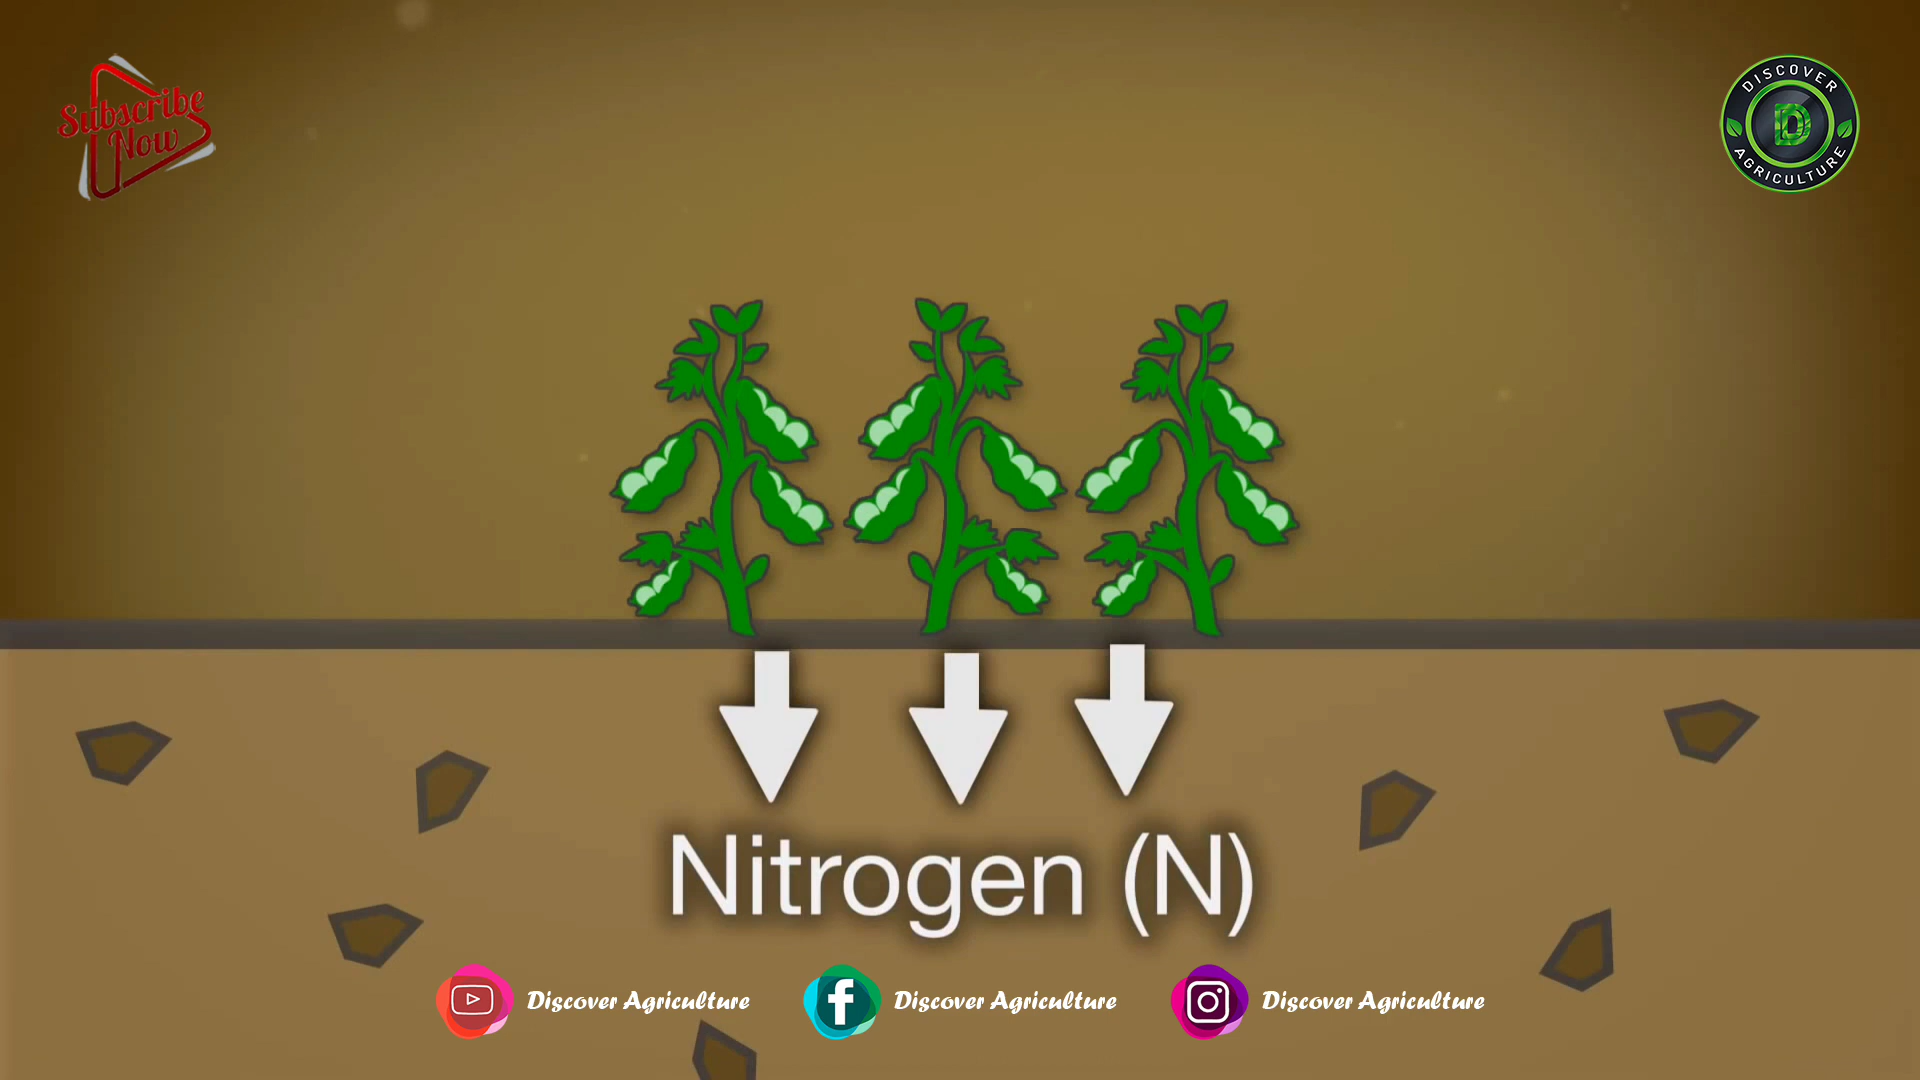 Subscribe
Now
DISCOVER
D
AGRICULTURE
Nitrogen (N)
Discover Agriculture
Discover Agriculture
Discover Agriculture